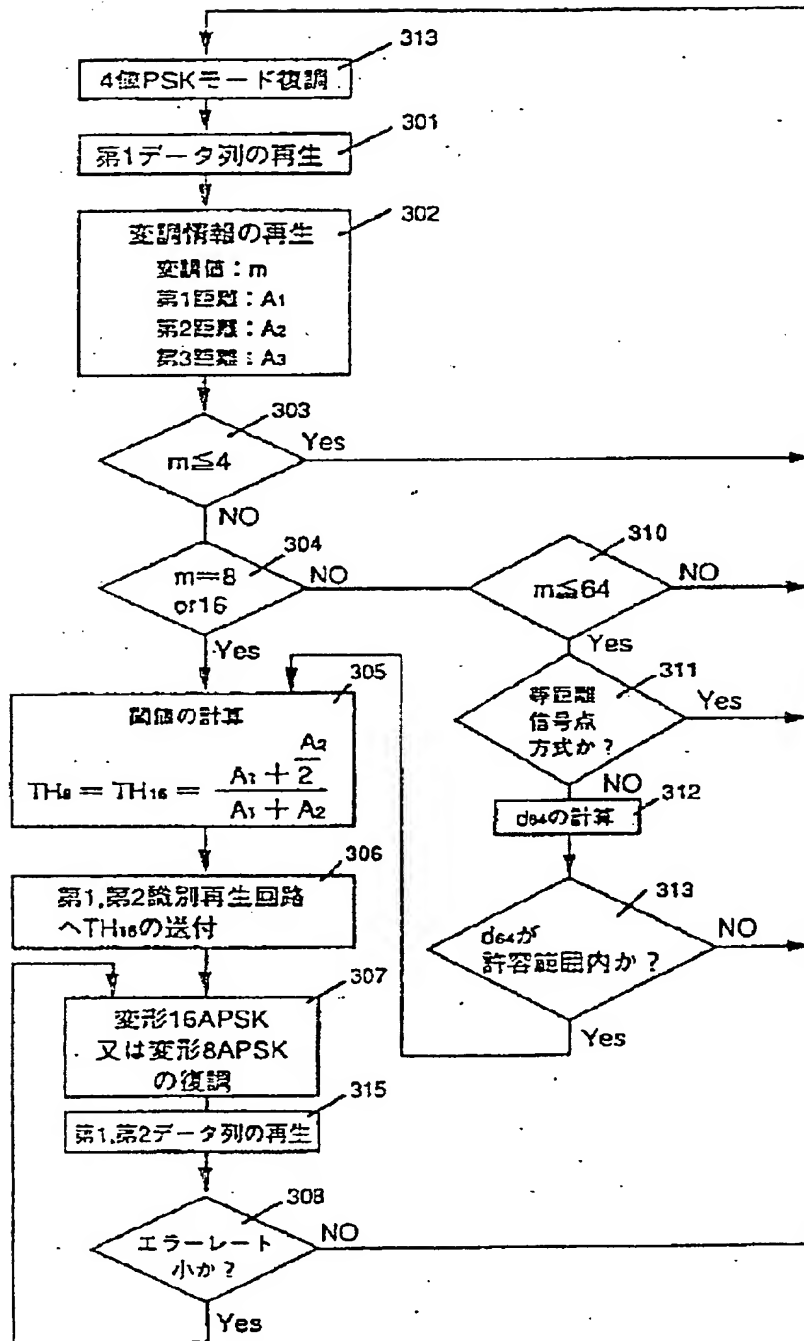 313
4値PSKモード復調
301
第1データ列の再生
302
変調情報の再生
変調値：m
第1距離：A1
第2距離：A2
第3距離：A3
303
m≦4
Yes
NO
304
m=8
or16
NO
Yes
310
m≦64
NO
Yes
311
等距離
信号点
方式か？
Yes
NO
312
d64の計算
313
d64が
許容範囲内か？
NO
Yes
305
閾値の計算
TH8 = TH16 = (A1 + A2/2) / (A1 + A2)
306
第1,第2識別再生回路
へTH16の送付
307
変形16APSK
又は変形8APSK
の復調
315
第1,第2データ列の再生
308
エラーレート
小か？
NO
Yes